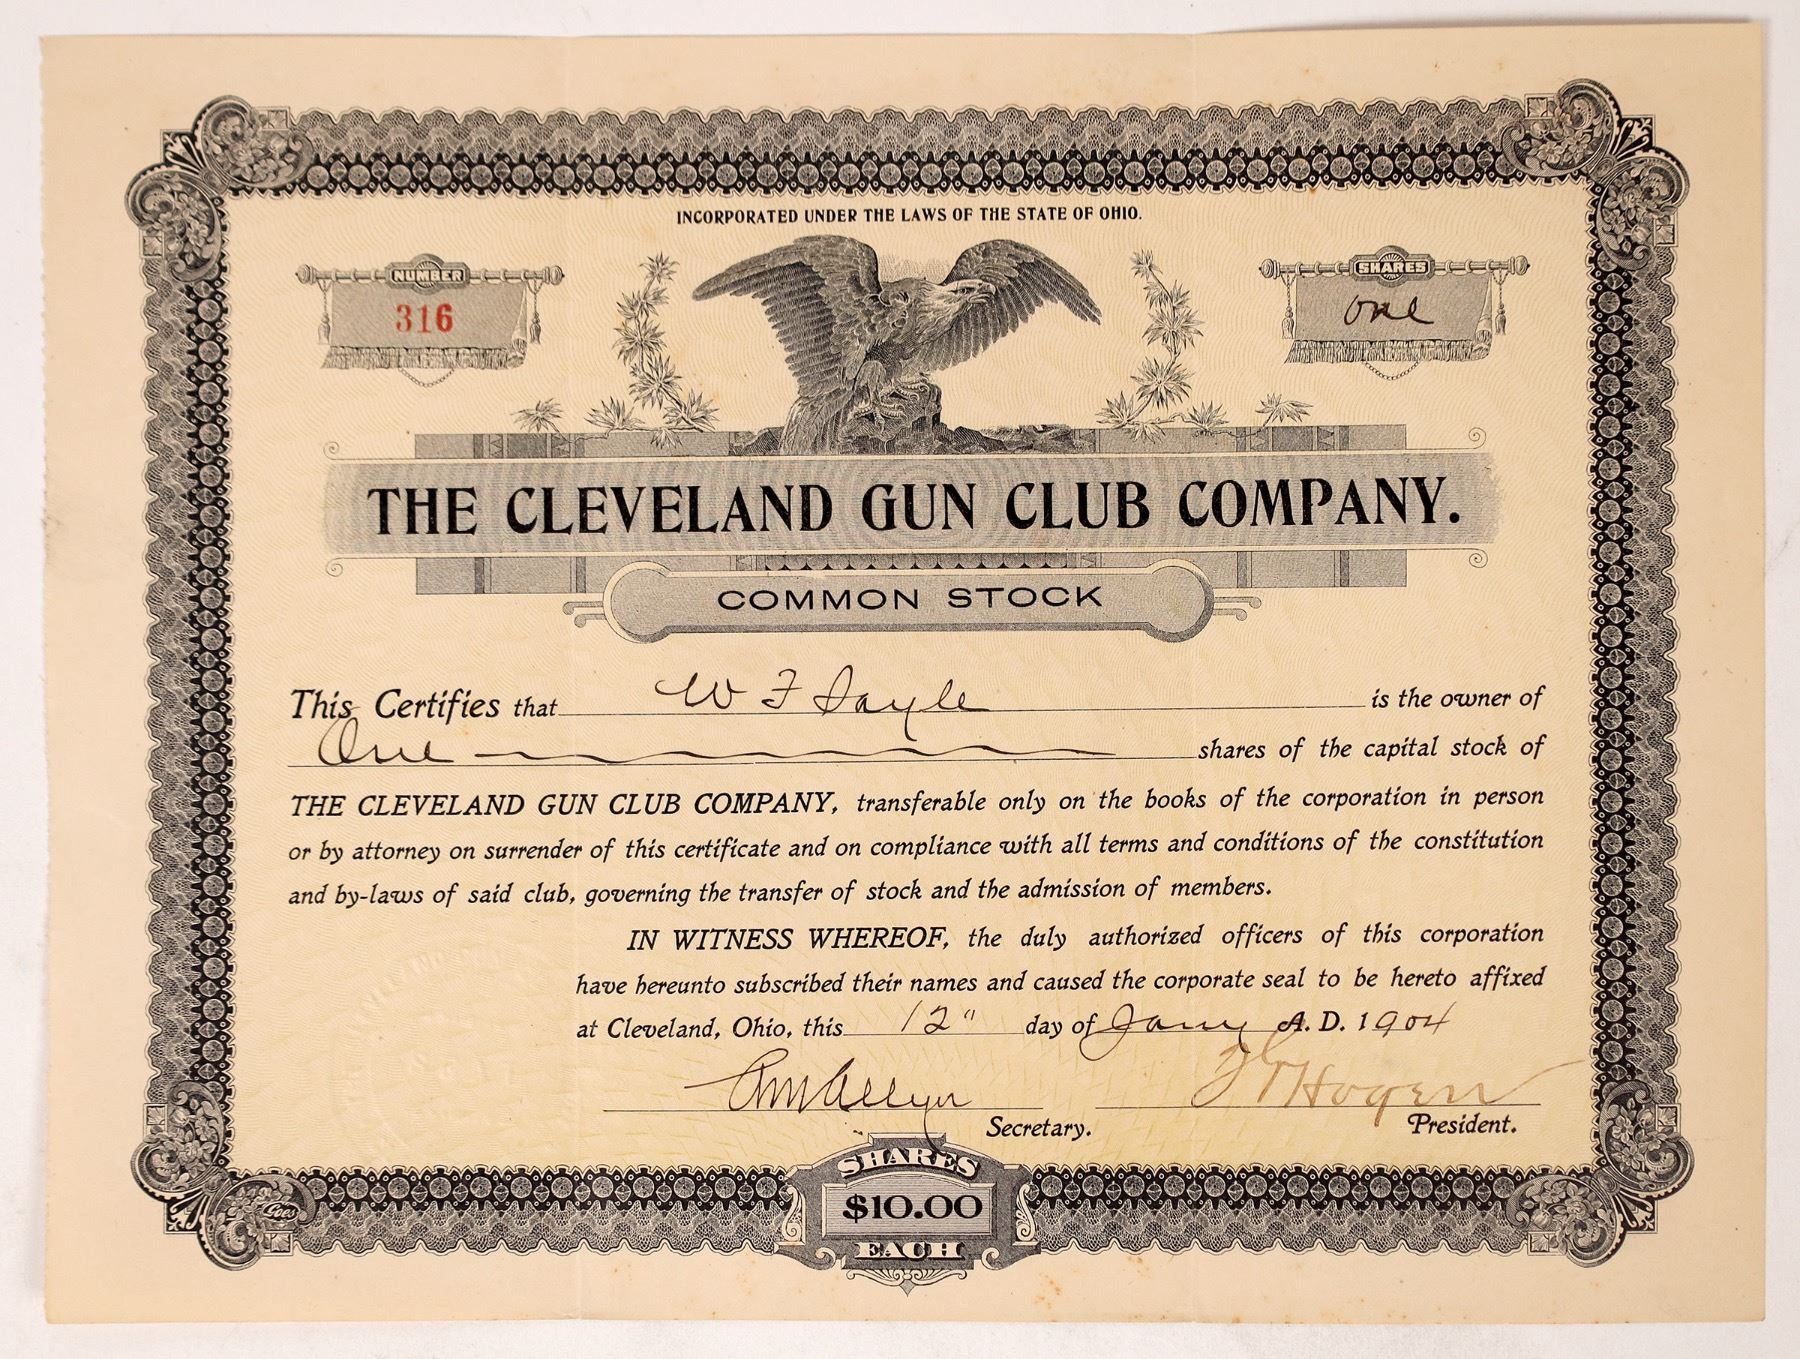 INCORPORATED UNDER THE LAWS OF THE STATE OF OHIO.
NUMBER
316
SHARES
one
THE CLEVELAND GUN CLUB COMPANY.
COMMON STOCK
This Certifies that W F Sayle is the owner of
One shares of the capital stock of
THE CLEVELAND GUN CLUB COMPANY, transferable only on the books of the corporation in person
or by attorney on surrender of this certificate and on compliance with all terms and conditions of the constitution
and by-laws of said club, governing the transfer of stock and the admission of members.
IN WITNESS WHEREOF, the duly authorized officers of this corporation
have hereunto subscribed their names and caused the corporate seal to be hereto affixed
at Cleveland, Ohio, this 12" day of Jany A. D. 1904
Hogen
Secretary.
President.
SHARES
$10.00
EACH
Goes